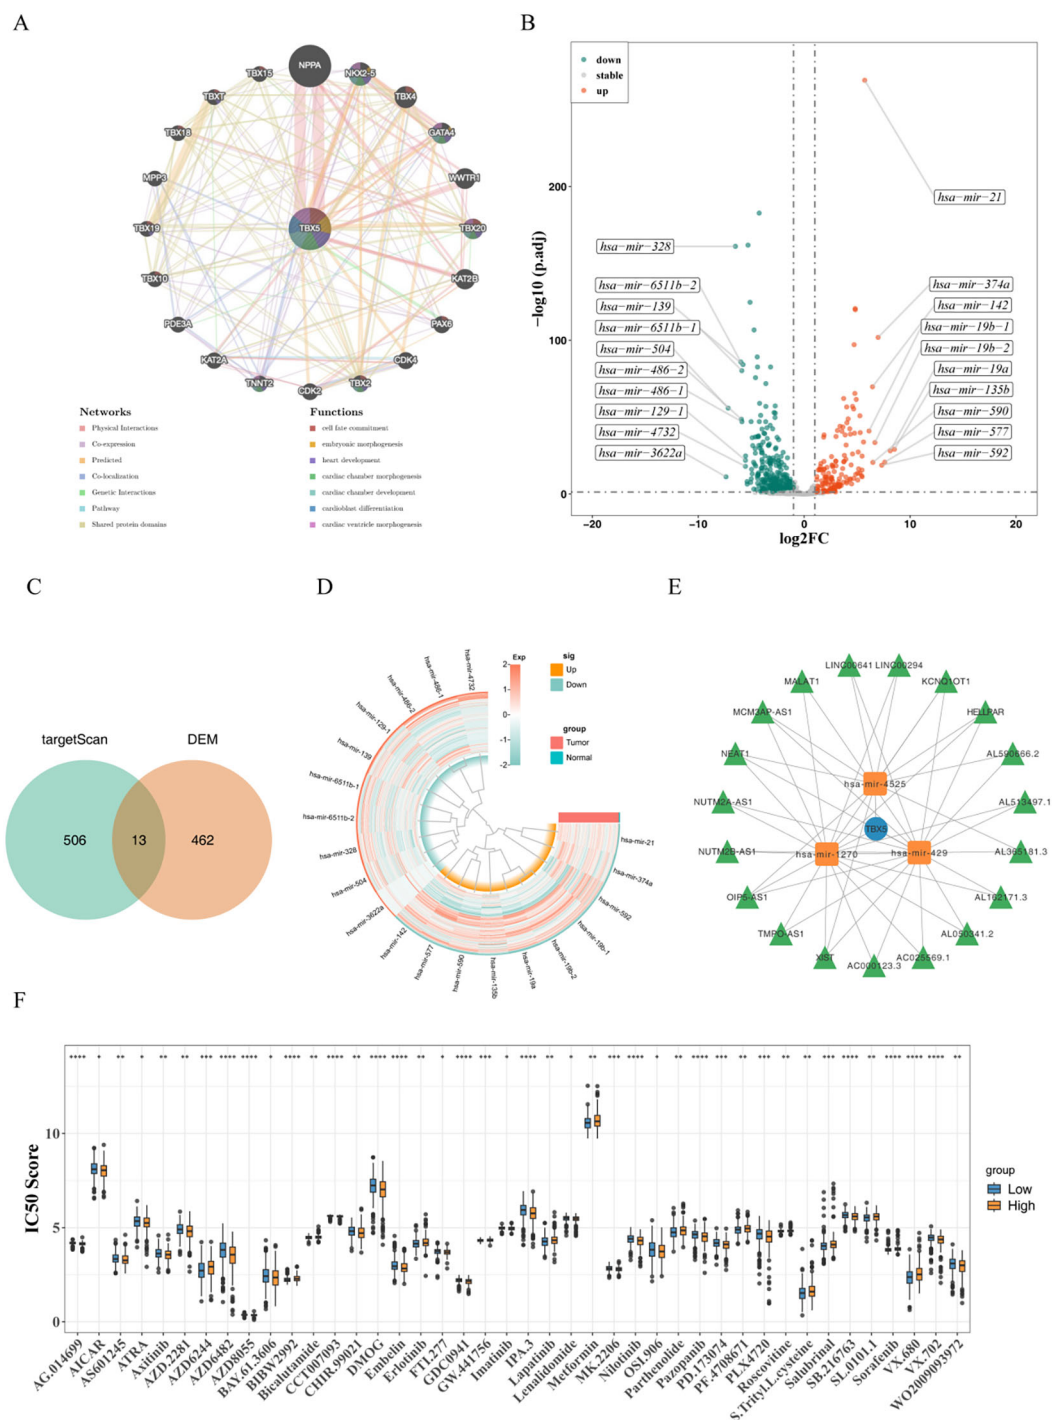 A
NPPA
TBX15
NKX2-5
TBXT
TBX4
TBX18
GATA4
MPP3
WWTR1
TBX19
TBX5
TBX20
TBX10
KAT2B
PDE3A
PAX6
KAT2A
CDK4
TNNT2
CDK2
TBX2
Networks
Physical Interactions
Co-expression
Predicted
Co-localization
Genetic Interactions
Pathway
Shared protein domains
Functions
cell fate commitment
embryonic morphogenesis
heart development
cardiac chamber morphogenesis
cardiac chamber development
cardioblast differentiation
cardiac ventricle morphogenesis
B
down
stable
up
−log10 (p.adj)
200
100
0
hsa−mir−328
hsa−mir−6511b−2
hsa−mir−139
hsa−mir−6511b−1
hsa−mir−504
hsa−mir−486−2
hsa−mir−486−1
hsa−mir−129−1
hsa−mir−4732
hsa−mir−3622a
hsa−mir−21
hsa−mir−374a
hsa−mir−142
hsa−mir−19b−1
hsa−mir−19b−2
hsa−mir−19a
hsa−mir−135b
hsa−mir−590
hsa−mir−577
hsa−mir−592
−20
−10
0
10
20
log2FC
C
targetScan
DEM
506
13
462
D
hsa-mir-4732
hsa-mir-486-1
hsa-mir-486-2
hsa-mir-129-1
hsa-mir-139
hsa-mir-6511b-1
hsa-mir-6511b-2
hsa-mir-328
hsa-mir-504
hsa-mir-3622a
hsa-mir-142
hsa-mir-577
hsa-mir-590
hsa-mir-135b
hsa-mir-19a
hsa-mir-19b-2
hsa-mir-19b-1
hsa-mir-592
hsa-mir-374a
hsa-mir-21
Exp
2
1
0
-1
-2
sig
Up
Down
group
Tumor
Normal
E
LINC00641
LINC00294
MALAT1
KCNQ1OT1
MCM3AP-AS1
HELLPAR
NEAT1
AL590666.2
hsa-mir-4525
NUTM2A-AS1
AL513497.1
TBX5
NUTM2B-AS1
hsa-mir-1270
hsa-mir-429
AL365181.3
OIP5-AS1
AL162171.3
TMPO-AS1
AL050341.2
XIST
AC000123.3
AC025569.1
F
**** * ** * ** ** *** **** **** * **** ** **** ** **** **** ** * **** *** * **** ** * ** *** **** * ** *** *** ** *** ** ** *** **** ** **** **** **
IC50 Score
10
5
0
group
Low
High
AG.014699
AICAR
AS601245
ATRA
Axitinib
AZD.2281
AZD6244
AZD6482
AZD8055
BAY.61.3606
BIBW2992
Bicalutamide
CCT007093
CHIR.99021
DMOG
Embelin
Erlotinib
FTI.277
GDC0941
GW.441756
Imatinib
IPA.3
Lapatinib
Lenalidomide
Metformin
MK.2206
Nilotinib
OSI.906
Parthenolide
Pazopanib
PD.173074
PF.4708671
PLX4720
Roscovitine
S.Trityl.L.cysteine
Salubrinal
SB.216763
SL.0101.1
Sorafenib
VX.680
VX.702
WO2009093972